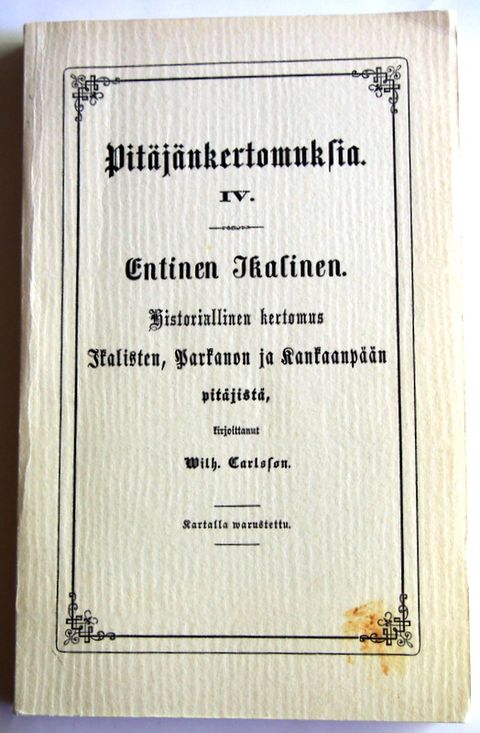 Pitäjänkertomukſia.
IV.
Entinen Ikalinen.
Historiallinen kertomus
Ikalisten, Parkanon ja Kankaanpään
pitäjistä,
kirjoittanut
Wilh. Carlsſon.
Kartalla warustettu.